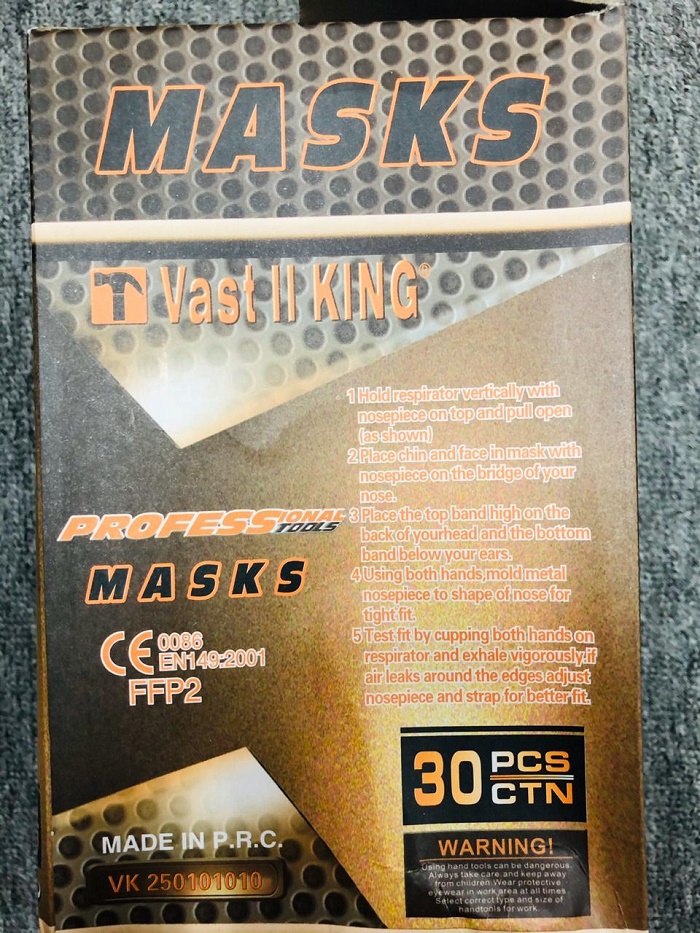 MASKS
Vast II KING®
1 Hold respirator vertically with
nosepiece on top and pull open
(as shown)
2 Place chin and face in mask with
nosepiece on the bridge of your
nose.
3 Place the top band high on the
back of yourhead and the bottom
band below your ears.
4 Using both hands,mold metal
nosepiece to shape of nose for
tight fit.
5 Test fit by cupping both hands on
respirator and exhale vigorously.if
air leaks around the edges adjust
nosepiece and strap for better fit.
PROFESSIONAL
TOOLS
MASKS
CE 0086
EN149:2001
FFP2
30 PCS
CTN
MADE IN P.R.C.
VK 250101010
WARNING!
Using hand tools can be dangerous.
Always take care and keep away
from children.Wear protective
eyewear in work area at all times.
Select correct type and size of
handtools for work.